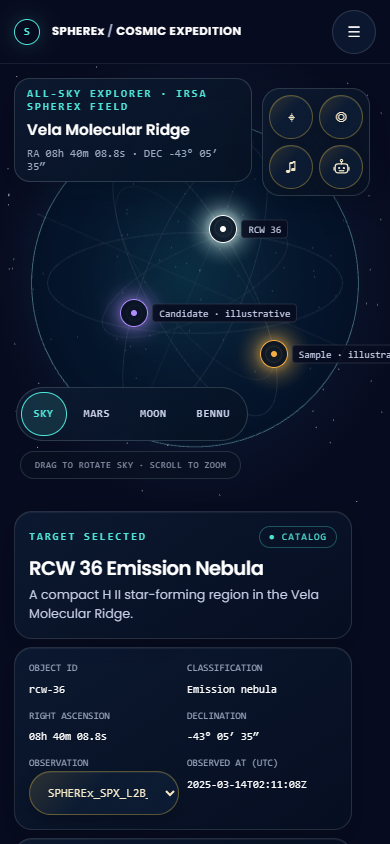 S SPHEREx / COSMIC EXPEDITION
ALL-SKY EXPLORER · IRSA
SPHEREX FIELD
Vela Molecular Ridge
RA 08h 40m 08.8s · DEC -43° 05′
35″
RCW 36
Candidate · illustrative
Sample · illustra
SKY MARS MOON BENNU
DRAG TO ROTATE SKY · SCROLL TO ZOOM
TARGET SELECTED
CATALOG
RCW 36 Emission Nebula
A compact H II star-forming region in the Vela
Molecular Ridge.
OBJECT ID
rcw-36
CLASSIFICATION
Emission nebula
RIGHT ASCENSION
08h 40m 08.8s
DECLINATION
-43° 05′ 35″
OBSERVATION
SPHEREx_SPX_L2B_
OBSERVED AT (UTC)
2025-03-14T02:11:08Z